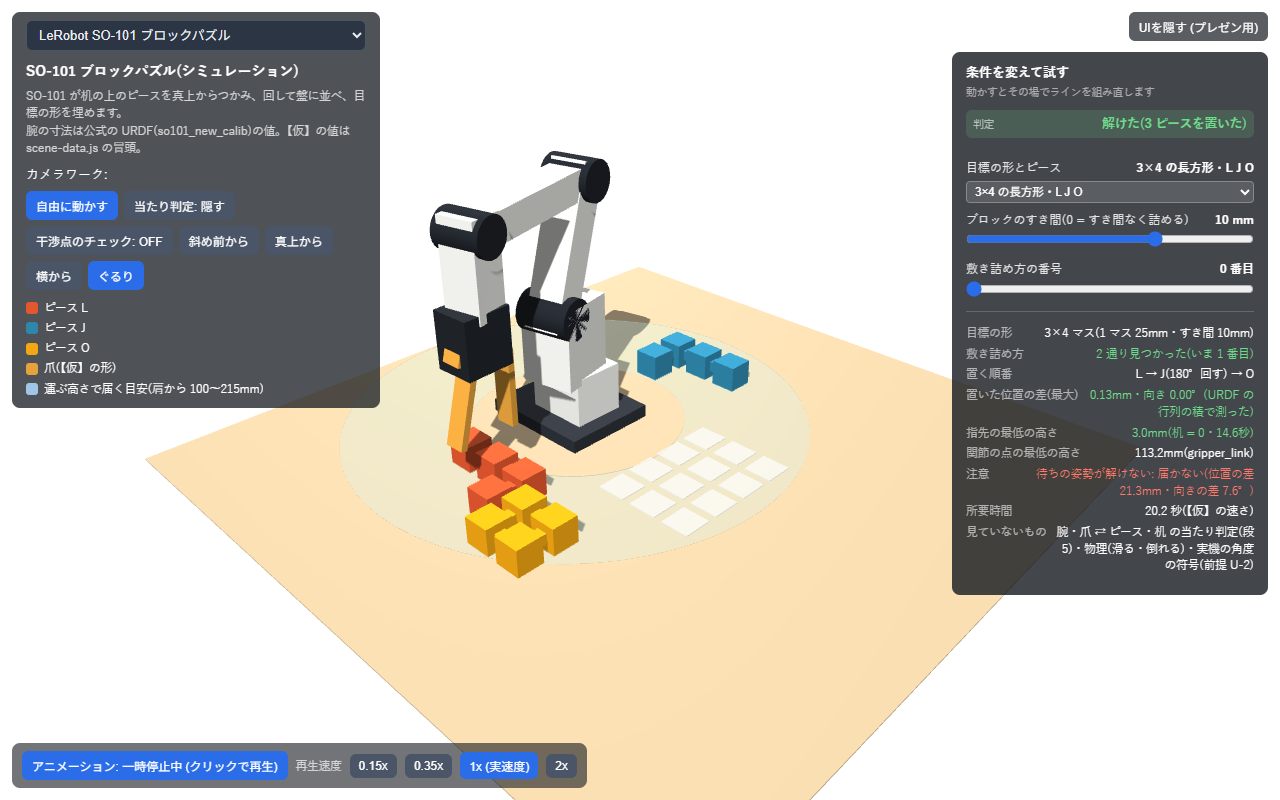 LeRobot SO-101 ブロックパズル
SO-101 ブロックパズル(シミュレーション)
SO-101 が机の上のピースを真上からつかみ、回して盤に並べ、目
標の形を埋めます。
腕の寸法は公式の URDF(so101_new_calib)の値。【仮】の値は
scene-data.js の冒頭。
カメラワーク:
自由に動かす
当たり判定: 隠す
干渉点のチェック: OFF
斜め前から
真上から
横から
ぐるり
ピース L
ピース J
ピース O
爪(【仮】の形)
運ぶ高さで届く目安(肩から 100〜215mm)
UIを隠す (プレゼン用)
条件を変えて試す
動かすとその場でラインを組み直します
判定 解けた(3 ピースを置いた)
目標の形とピース 3×4 の長方形・L J O
3×4 の長方形・L J O
ブロックのすき間(0 = すき間なく詰める) 10 mm
敷き詰め方の番号 0 番目
目標の形 3×4 マス(1 マス 25mm・すき間 10mm)
敷き詰め方 2 通り見つかった(いま 1 番目)
置く順番 L → J(180° 回す) → O
置いた位置の差(最大) 0.13mm・向き 0.00° (URDF の
行列の積で測った)
指先の最低の高さ 3.0mm(机 = 0・14.6秒)
関節の点の最低の高さ 113.2mm(gripper_link)
注意 待ちの姿勢が解けない: 届かない(位置の差
21.3mm・向きの差 7.6° )
所要時間 20.2 秒(【仮】の速さ)
見ていないもの 腕・爪 ⇄ ピース・机 の当たり判定(段
5)・物理(滑る・倒れる)・実機の角度
の符号(前提 U-2)
アニメーション: 一時停止中 (クリックで再生)
再生速度
0.15x
0.35x
1x (実速度)
2x